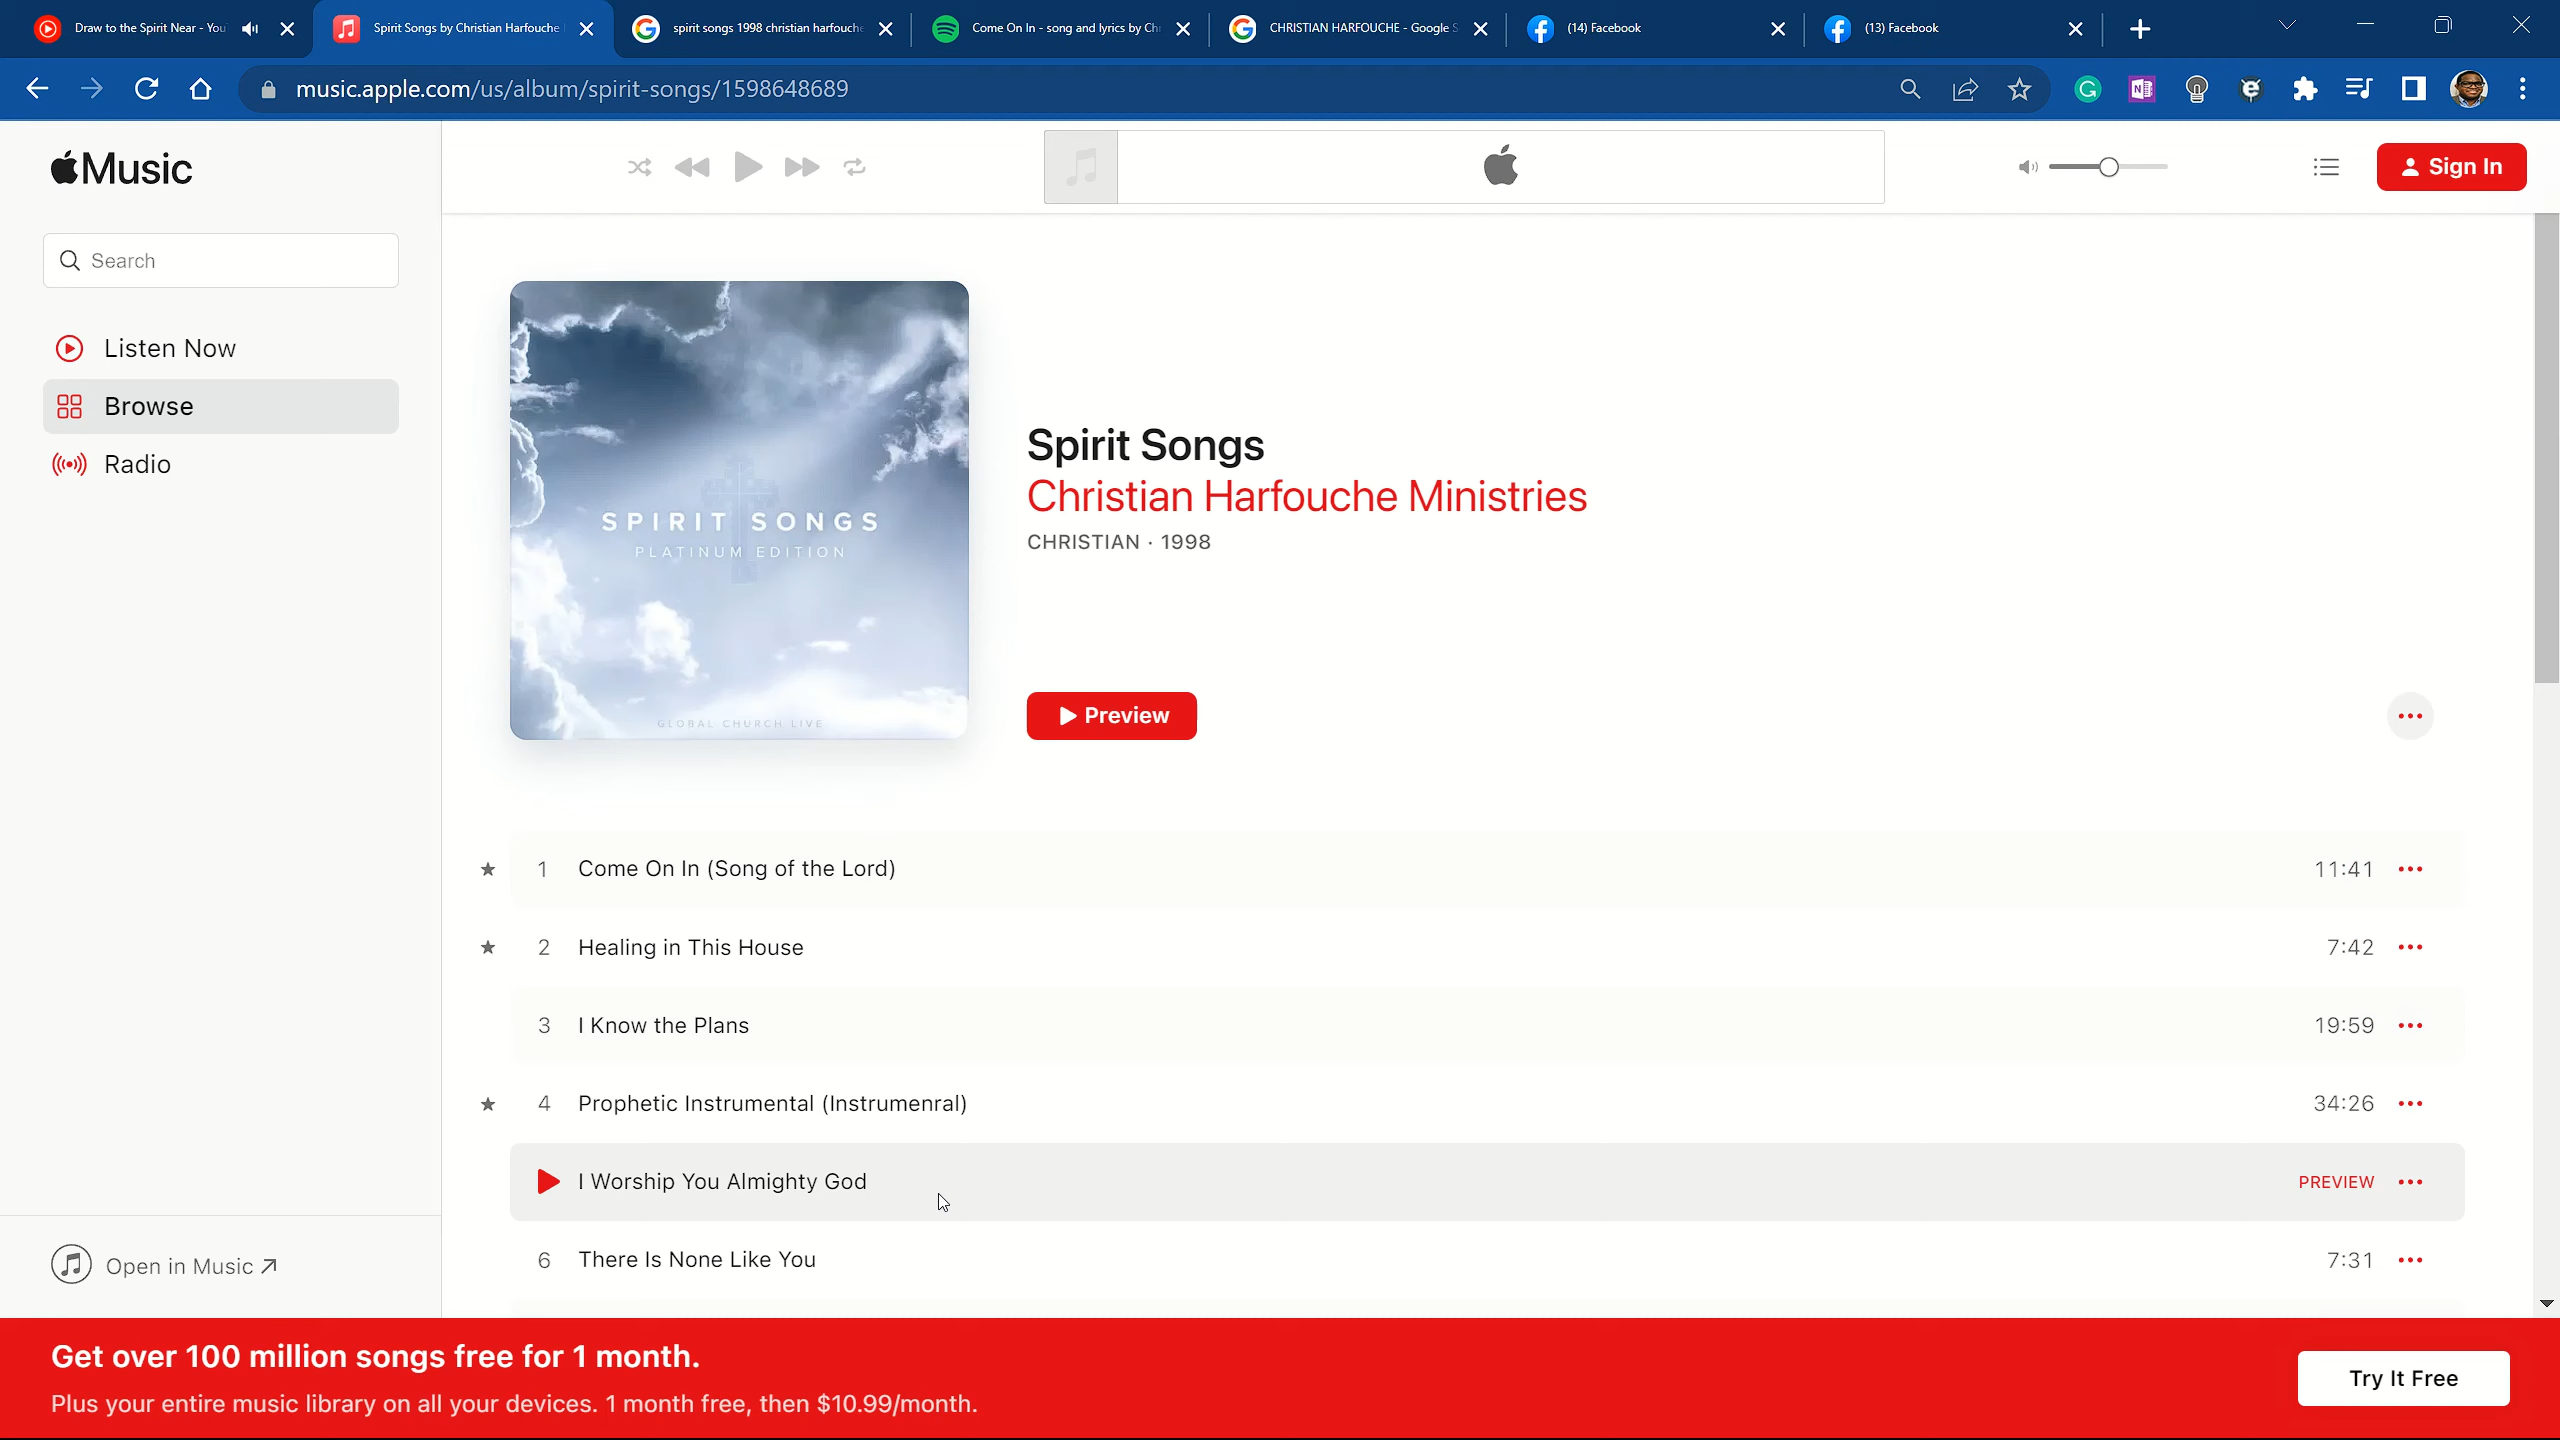 Draw to the Spirit Near - You
Spirit Songs by Christian Harfouche
spirit songs 1998 christian harfouche
Come On In - song and lyrics by Ch
CHRISTIAN HARFOUCHE - Google S
(14) Facebook
(13) Facebook
music.apple.com/us/album/spirit-songs/1598648689
Music
Sign In
Search
Listen Now
Browse
Radio
SPIRIT SONGS
PLATINUM EDITION
GLOBAL CHURCH LIVE
Spirit Songs
Christian Harfouche Ministries
CHRISTIAN · 1998
Preview
★ 1 Come On In (Song of the Lord) 11:41
★ 2 Healing in This House 7:42
3 I Know the Plans 19:59
★ 4 Prophetic Instrumental (Instrumenral) 34:26
I Worship You Almighty God PREVIEW
6 There Is None Like You 7:31
Open in Music ↗
Get over 100 million songs free for 1 month.
Plus your entire music library on all your devices. 1 month free, then $10.99/month.
Try It Free